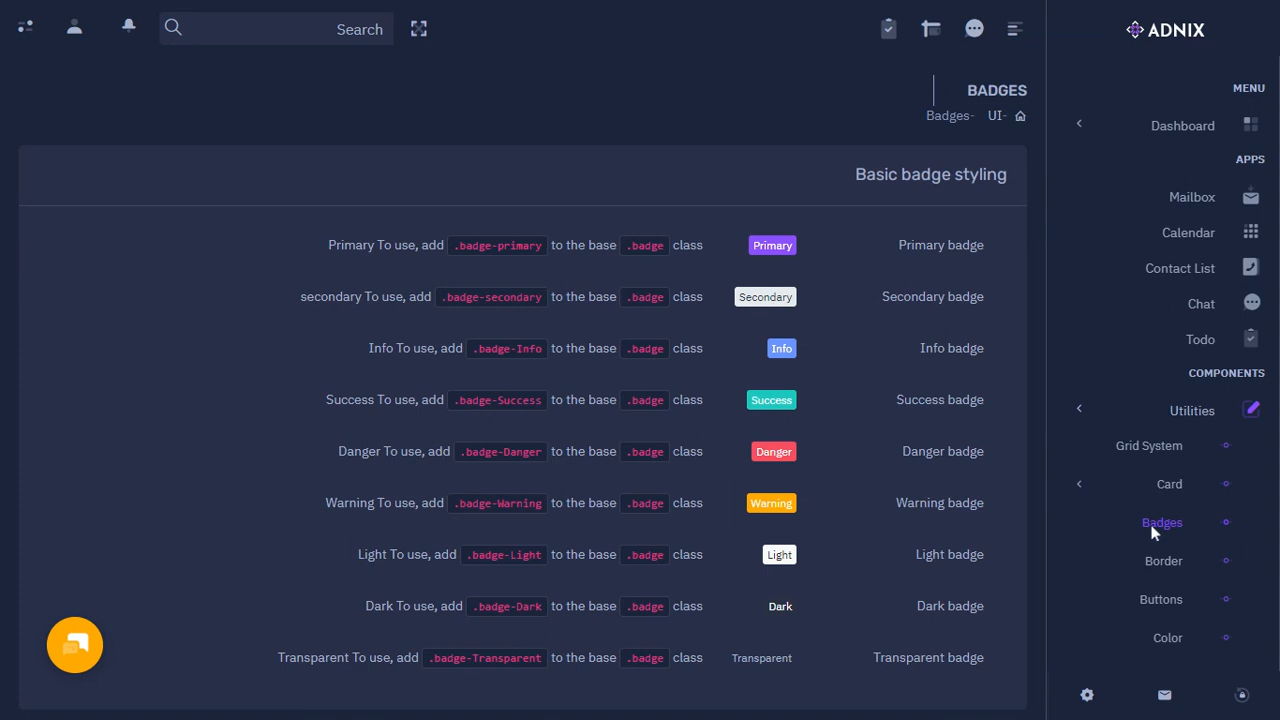 Search
ADNIX
BADGES
Badges- UI-
MENU
Dashboard
APPS
Mailbox
Calendar
Contact List
Chat
Todo
COMPONENTS
Utilities
Grid System
Card
Badges
Border
Buttons
Color
Basic badge styling
Primary To use, add .badge-primary to the base .badge class Primary Primary badge
secondary To use, add .badge-secondary to the base .badge class Secondary Secondary badge
Info To use, add .badge-Info to the base .badge class Info Info badge
Success To use, add .badge-Success to the base .badge class Success Success badge
Danger To use, add .badge-Danger to the base .badge class Danger Danger badge
Warning To use, add .badge-Warning to the base .badge class Warning Warning badge
Light To use, add .badge-Light to the base .badge class Light Light badge
Dark To use, add .badge-Dark to the base .badge class Dark Dark badge
Transparent To use, add .badge-Transparent to the base .badge class Transparent Transparent badge